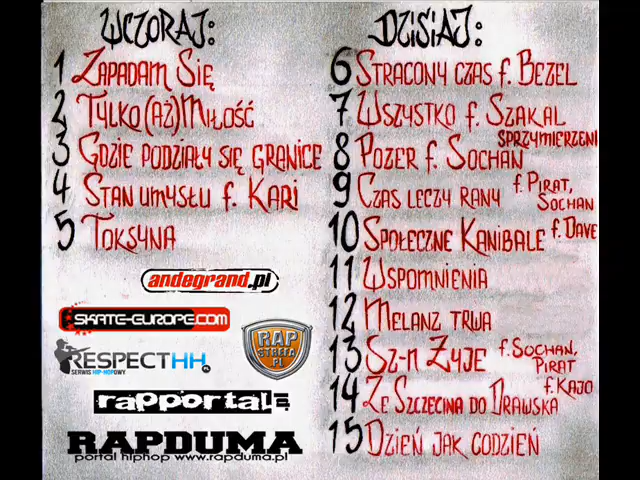 WCZORAJ:
1 ZAPADAM SIĘ
2 TYLKO (AŻ) MIŁOŚĆ
3 GDZIE PODZIAŁY SIĘ GRANICE
4 STAN UMYSŁU f. KARI
5 TOKSYNA
andegrand.pl
SKATE-EUROPE.COM
RESPECTHH.PL
SERWIS HIP-HOPOWY
RAP
STREFA
PL
rapportal
RAPDUMA
portal hiphop www.rapduma.pl
DZISIAJ:
6 STRACONY CZAS f. BEZEL
7 WSZYSTKO f. SZAKAL
SPRZYMIERZENI
8 POZER f. SOCHAN
9 CZAS LECZY RANY f. PIRAT,
SOCHAN
10 SPOŁECZNE KANIBALE f. DAVE
11 WSPOMNIENIA
12 MELANZ TRWA
13 SZ-N ŻYJE f. SOCHAN,
PIRAT
f. KAJO
14 ZE SZCZECINA DO DRAWSKA
15 DZIEŃ JAK CODZIEŃ